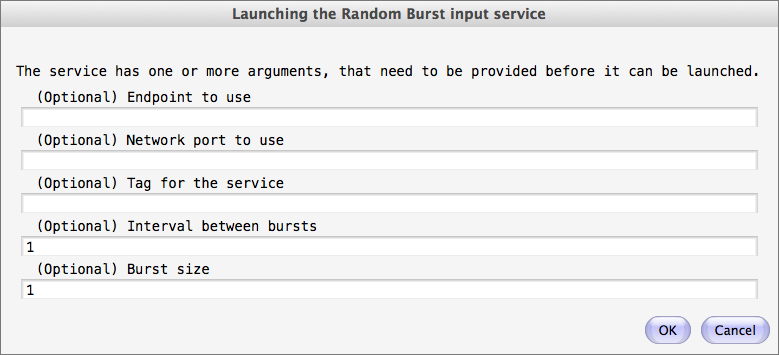 Launching the Random Burst input service
The service has one or more arguments, that need to be provided before it can be launched.
(Optional) Endpoint to use
(Optional) Network port to use
(Optional) Tag for the service
(Optional) Interval between bursts
1
(Optional) Burst size
1
OK Cancel